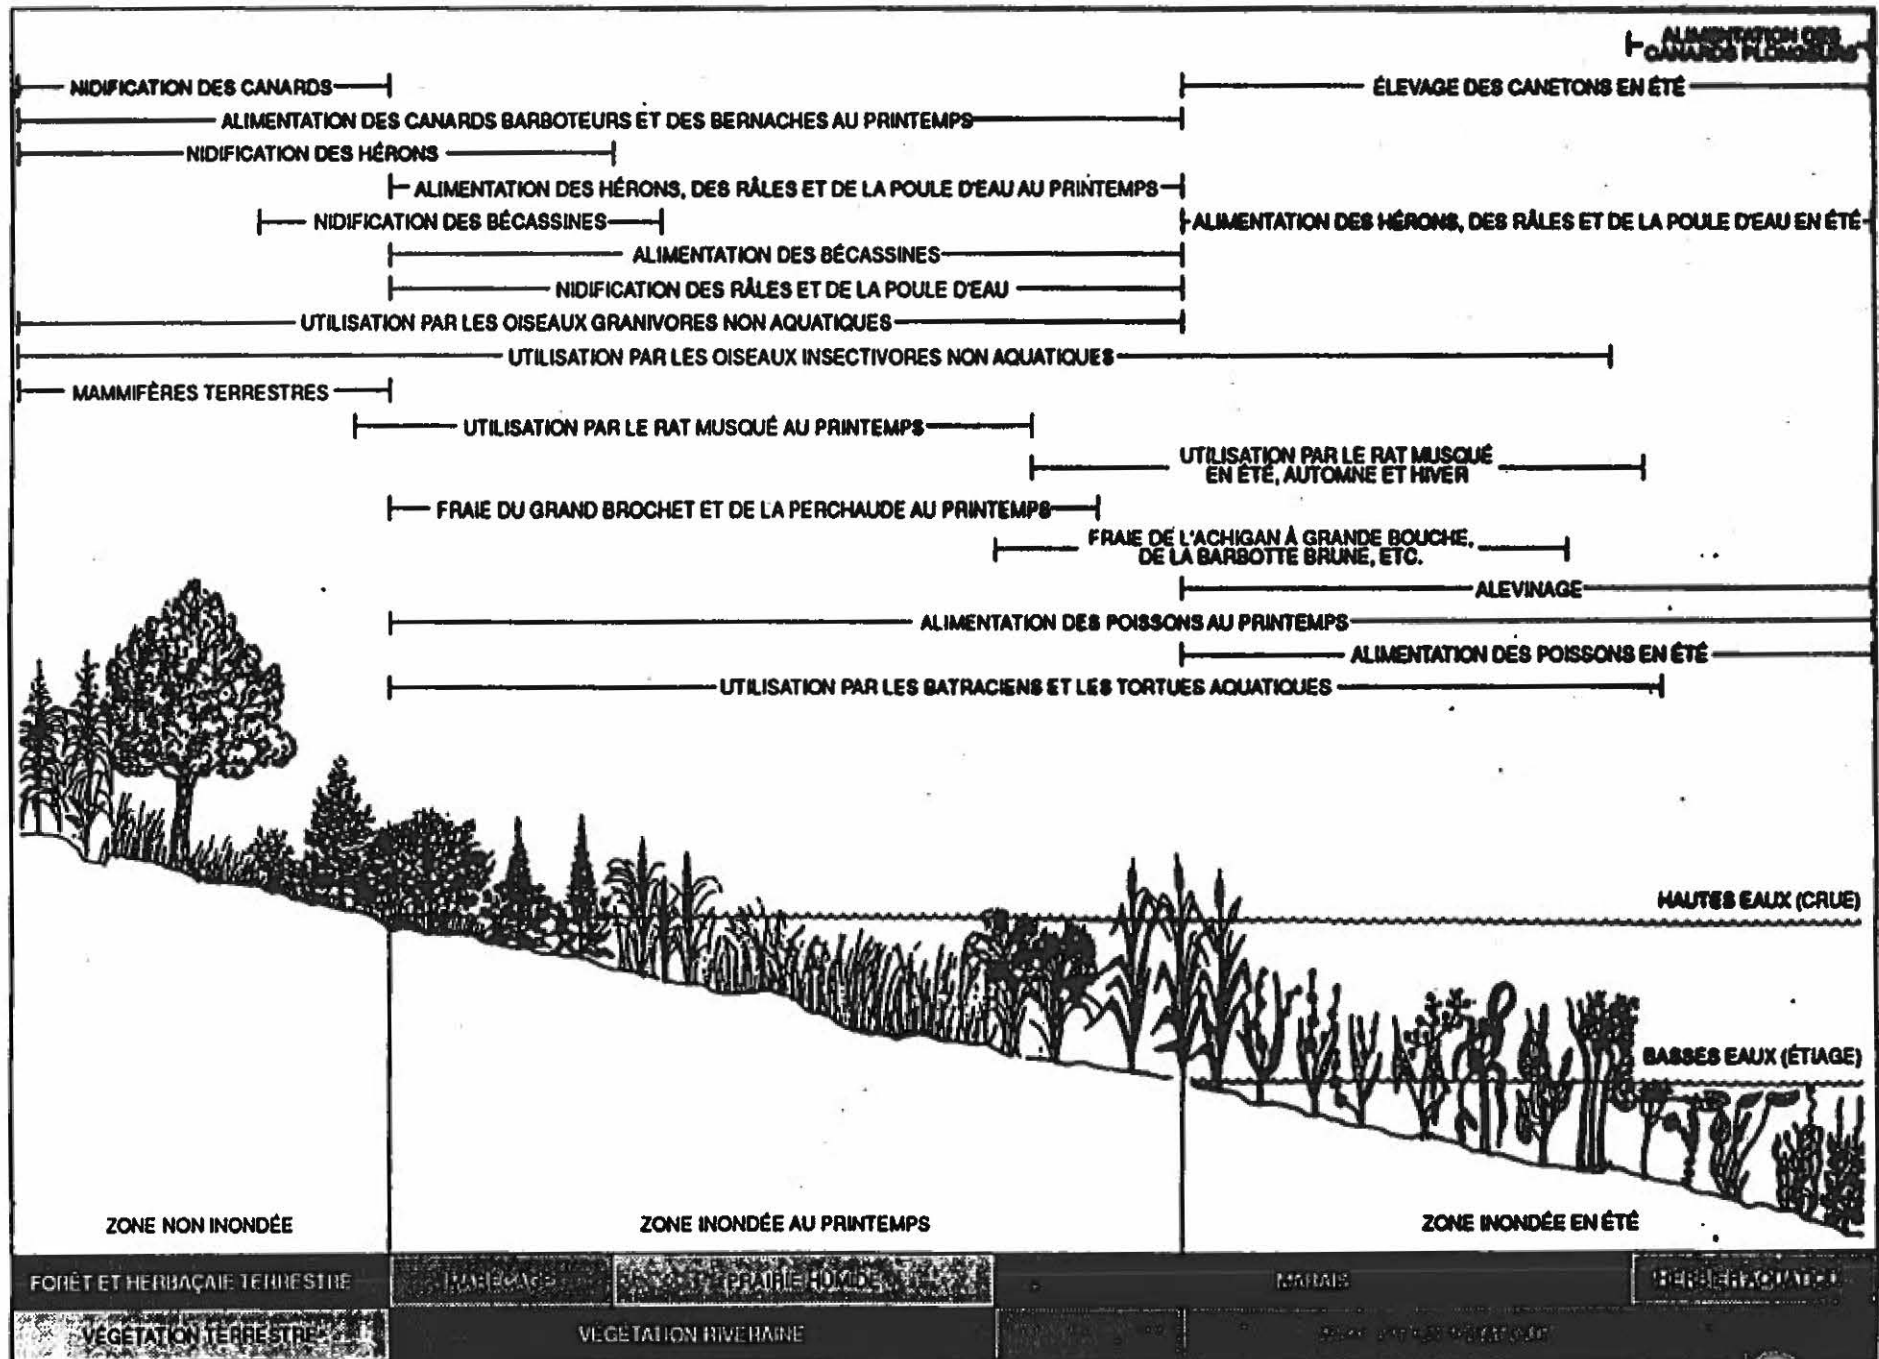 ALIMENTATION DES
CANARDS PLONGEURS
NIDIFICATION DES CANARDS
ÉLEVAGE DES CANETONS EN ÉTÉ
ALIMENTATION DES CANARDS BARBOTEURS ET DES BERNACHES AU PRINTEMPS
NIDIFICATION DES HÉRONS
ALIMENTATION DES HÉRONS, DES RÂLES ET DE LA POULE D'EAU AU PRINTEMPS
NIDIFICATION DES BÉCASSINES
ALIMENTATION DES HÉRONS, DES RÂLES ET DE LA POULE D'EAU EN ÉTÉ
ALIMENTATION DES BÉCASSINES
NIDIFICATION DES RÂLES ET DE LA POULE D'EAU
UTILISATION PAR LES OISEAUX GRANIVORES NON AQUATIQUES
UTILISATION PAR LES OISEAUX INSECTIVORES NON AQUATIQUES
MAMMIFÈRES TERRESTRES
UTILISATION PAR LE RAT MUSQUÉ AU PRINTEMPS
UTILISATION PAR LE RAT MUSQUÉ
EN ÉTÉ, AUTOMNE ET HIVER
FRAIE DU GRAND BROCHET ET DE LA PERCHAUDE AU PRINTEMPS
FRAIE DE L'ACHIGAN À GRANDE BOUCHE,
DE LA BARBOTTE BRUNE, ETC.
ALEVINAGE
ALIMENTATION DES POISSONS AU PRINTEMPS
ALIMENTATION DES POISSONS EN ÉTÉ
UTILISATION PAR LES BATRACIENS ET LES TORTUES AQUATIQUES
HAUTES EAUX (CRUE)
BASSES EAUX (ÉTIAGE)
ZONE NON INONDÉE
ZONE INONDÉE AU PRINTEMPS
ZONE INONDÉE EN ÉTÉ
FORÊT ET HERBAÇAIE TERRESTRE
MARÉCAGE
PRAIRIE HUMIDE
MARAIS
HERBIER AQUATIQUE
VÉGÉTATION TERRESTRE
VÉGÉTATION RIVERAINE